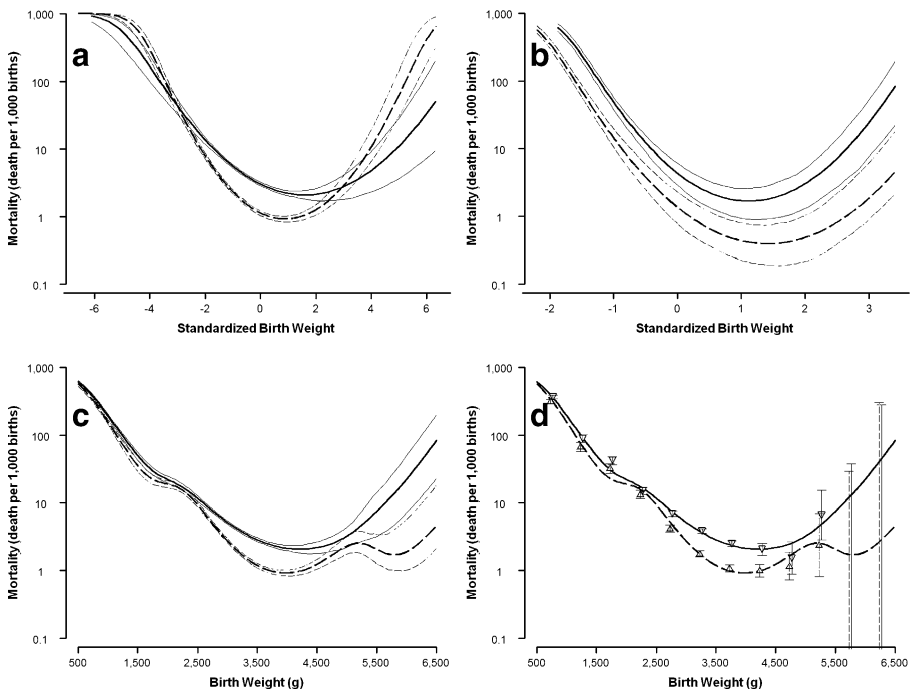 a
Mortality (death per 1,000 births)
1,000
100
10
1
0.1
-6 -4 -2 0 2 4 6
Standardized Birth Weight
b
Mortality (death per 1,000 births)
1,000
100
10
1
0.1
-2 -1 0 1 2 3
Standardized Birth Weight
c
Mortality (death per 1,000 births)
1,000
100
10
1
0.1
500 1,500 2,500 3,500 4,500 5,500 6,500
Birth Weight (g)
d
Mortality (death per 1,000 births)
1,000
100
10
1
0.1
500 1,500 2,500 3,500 4,500 5,500 6,500
Birth Weight (g)